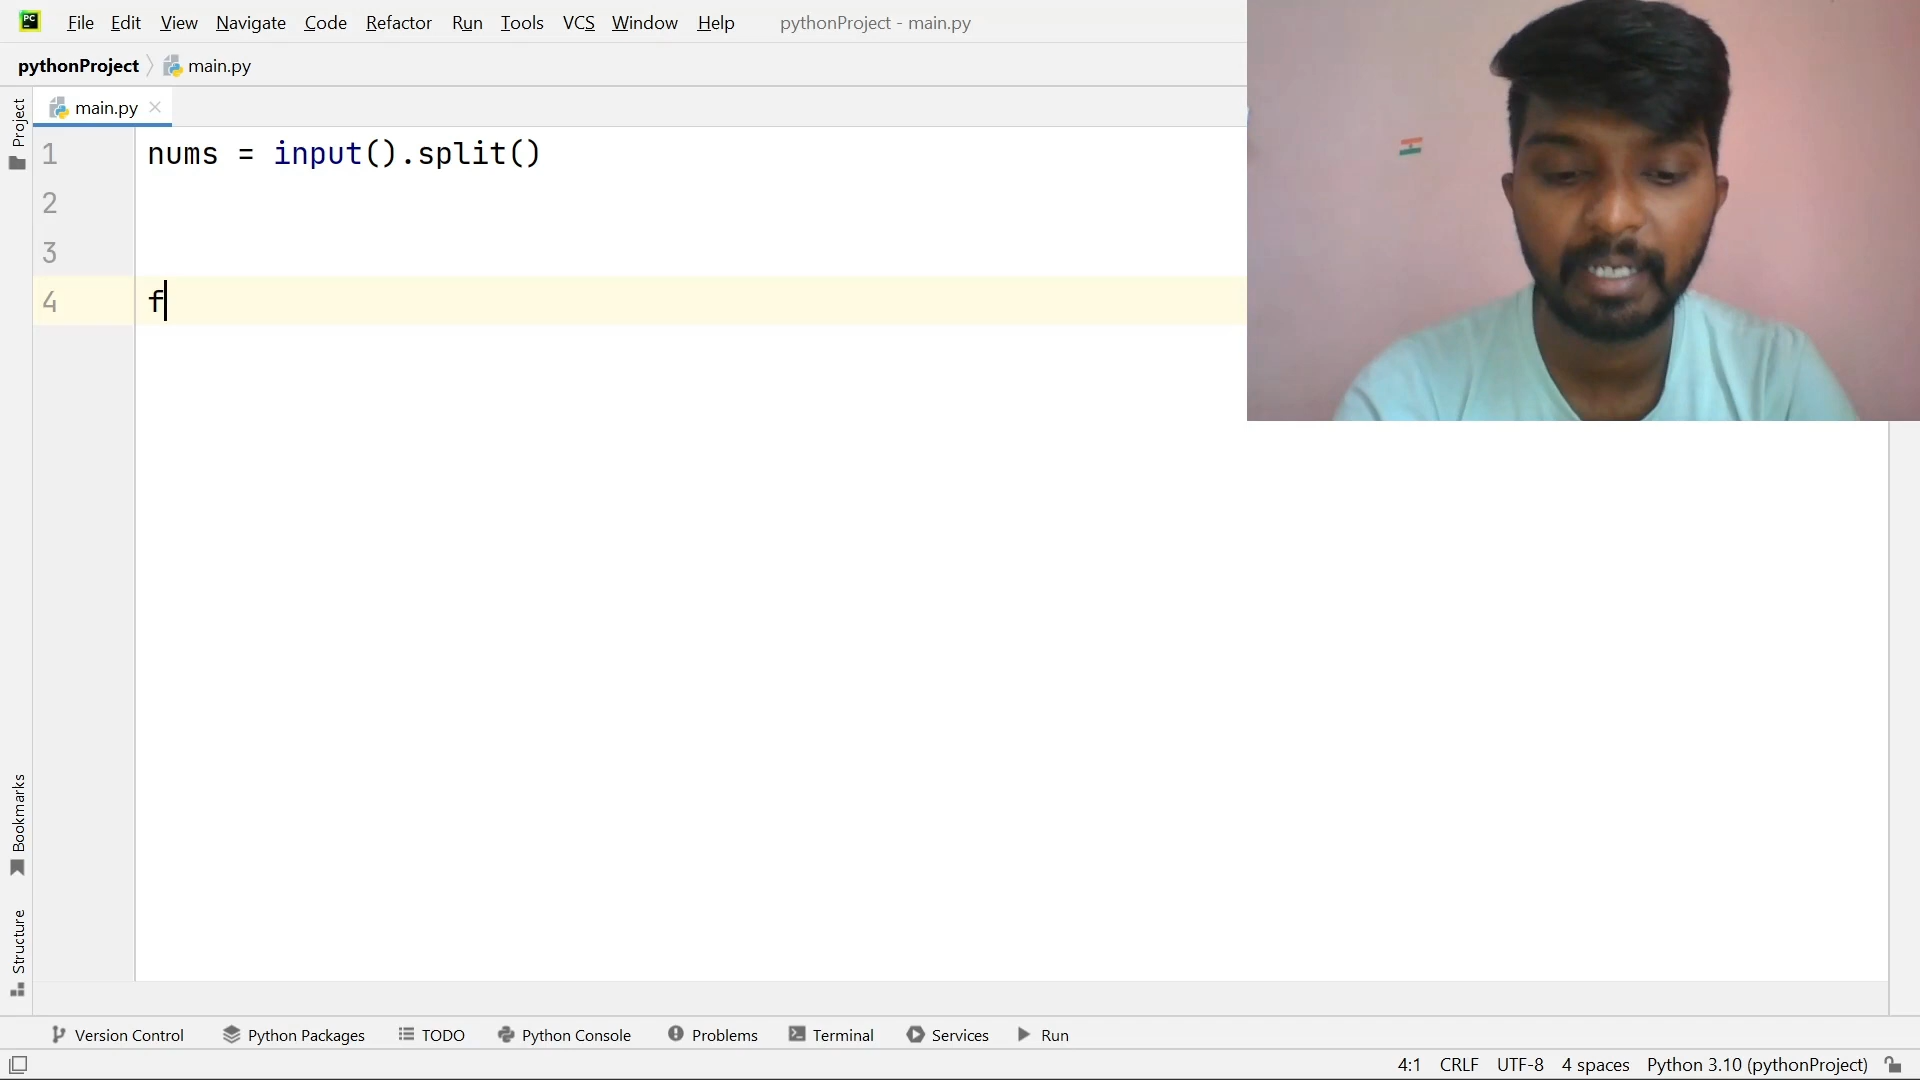 PC File Edit View Navigate Code Refactor Run Tools VCS Window Help pythonProject - main.py
pythonProject main.py
Project main.py
1 nums = input().split()
2
3
4 f
Bookmarks
Structure
Version Control Python Packages TODO Python Console Problems Terminal Services Run
4:1 CRLF UTF-8 4 spaces Python 3.10 (pythonProject)